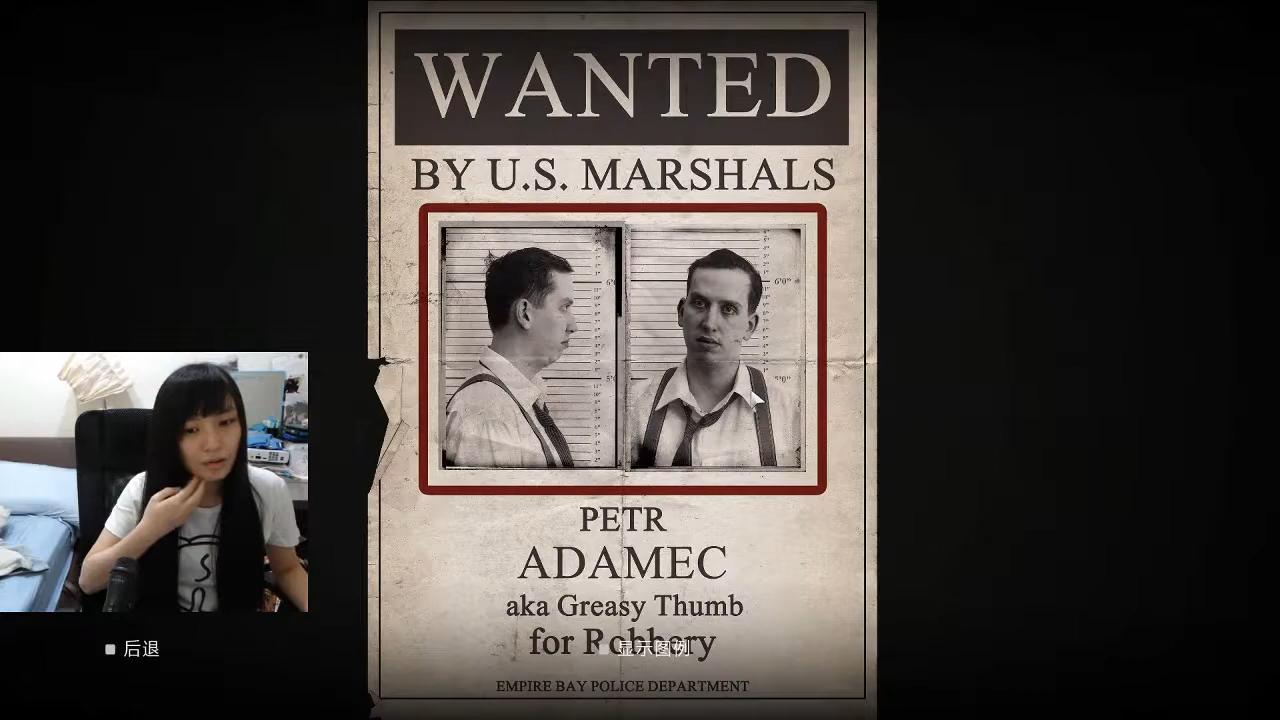 WANTED
BY U.S. MARSHALS
PETR
ADAMEC
aka Greasy Thumb
for Robbery
后退
显示图例
EMPIRE BAY POLICE DEPARTMENT